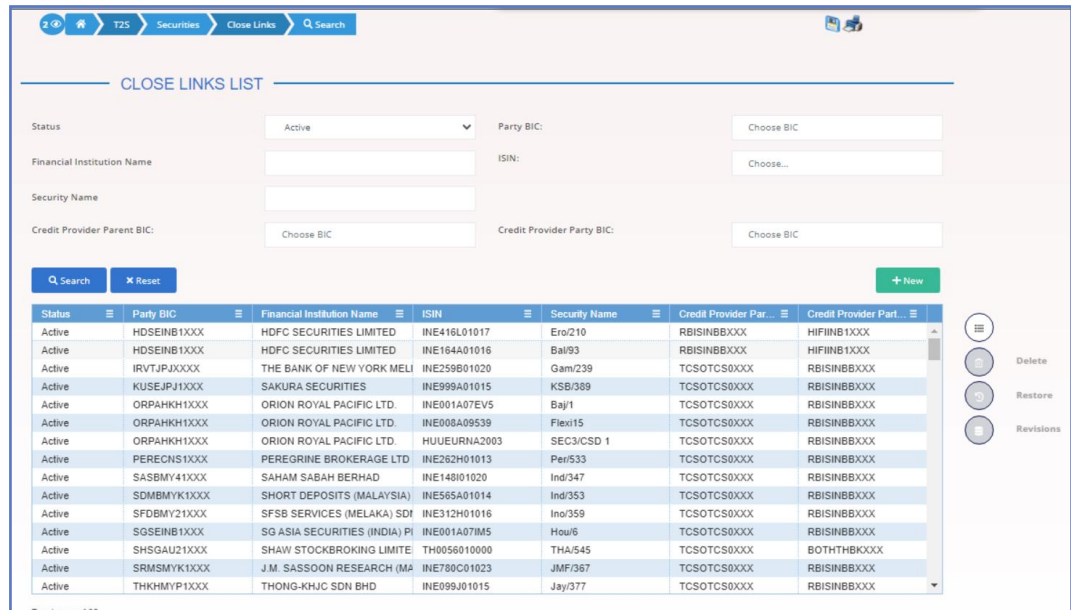 2 T2S Securities Close Links Search
CLOSE LINKS LIST
Status Active Party BIC: Choose BIC
Financial Institution Name ISIN: Choose...
Security Name
Credit Provider Parent BIC: Choose BIC Credit Provider Party BIC: Choose BIC
Search Reset New
Status Party BIC Financial Institution Name ISIN Security Name Credit Provider Par... Credit Provider Part...
Active HDSEINB1XXX HDFC SECURITIES LIMITED INE416L01017 Ero/210 RBISINBBXXX HIFIINB1XXX
Active HDSEINB1XXX HDFC SECURITIES LIMITED INE164A01016 Bal/93 RBISINBBXXX HIFIINB1XXX
Active IRVTJPJXXXX THE BANK OF NEW YORK MELL INE259B01020 Gam/239 TCSOTCS0XXX RBISINBBXXX
Active KUSEJPJ1XXX SAKURA SECURITIES INE999A01015 KSB/389 TCSOTCS0XXX RBISINBBXXX
Active ORPAHKH1XXX ORION ROYAL PACIFIC LTD. INE001A07EV5 Baj/1 TCSOTCS0XXX RBISINBBXXX
Active ORPAHKH1XXX ORION ROYAL PACIFIC LTD. INE008A09539 Flexi15 TCSOTCS0XXX RBISINBBXXX
Active ORPAHKH1XXX ORION ROYAL PACIFIC LTD. HUUEURNA2003 SEC3/CSD 1 TCSOTCS0XXX RBISINBBXXX
Active PERECNS1XXX PEREGRINE BROKERAGE LTD INE262H01013 Per/533 TCSOTCS0XXX RBISINBBXXX
Active SASBMY41XXX SAHAM SABAH BERHAD INE148I01020 Ind/347 TCSOTCS0XXX RBISINBBXXX
Active SDMBMYK1XXX SHORT DEPOSITS (MALAYSIA) INE565A01014 Ind/353 TCSOTCS0XXX RBISINBBXXX
Active SFDBMY21XXX SFSB SERVICES (MELAKA) SDN INE312H01016 Ino/359 TCSOTCS0XXX RBISINBBXXX
Active SGSEINB1XXX SG ASIA SECURITIES (INDIA) INE001A07IM5 Hou/6 TCSOTCS0XXX RBISINBBXXX
Active SHSGAU21XXX SHAW STOCKBROKING LIMITE TH0056010000 THA/545 TCSOTCS0XXX BOTHTHBKXXX
Active SRMSMYK1XXX J.M. SASSOON RESEARCH (MA INE780C01023 JMF/367 TCSOTCS0XXX RBISINBBXXX
Active THKHMYP1XXX THONG-KHJC SDN BHD INE099J01015 Jay/377 TCSOTCS0XXX RBISINBBXXX
Delete
Restore
Revisions